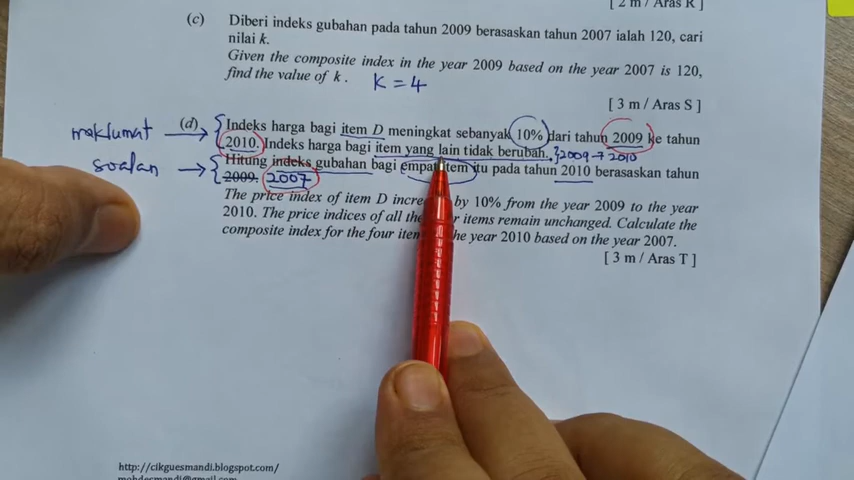 [ 2 m / Aras R ]
(c) Diberi indeks gubahan pada tahun 2009 berasaskan tahun 2007 ialah 120, cari
nilai k.
Given the composite index in the year 2009 based on the year 2007 is 120,
find the value of k. K = 4
[ 3 m / Aras S ]
maklumat → (d) { Indeks harga bagi item D meningkat sebanyak 10% dari tahun 2009 ke tahun
2010. Indeks harga bagi item yang lain tidak berubah. } 2009 → 2010
soalan → { Hitung indeks gubahan bagi empat item itu pada tahun 2010 berasaskan tahun
2009. 2007
The price index of item D by 10% from the year 2009 to the year
2010. The price indices of all the items remain unchanged. Calculate the
composite index for the four the year 2010 based on the year 2007.
[ 3 m / Aras T ]
http://cikguesmandi.blogspot.com/